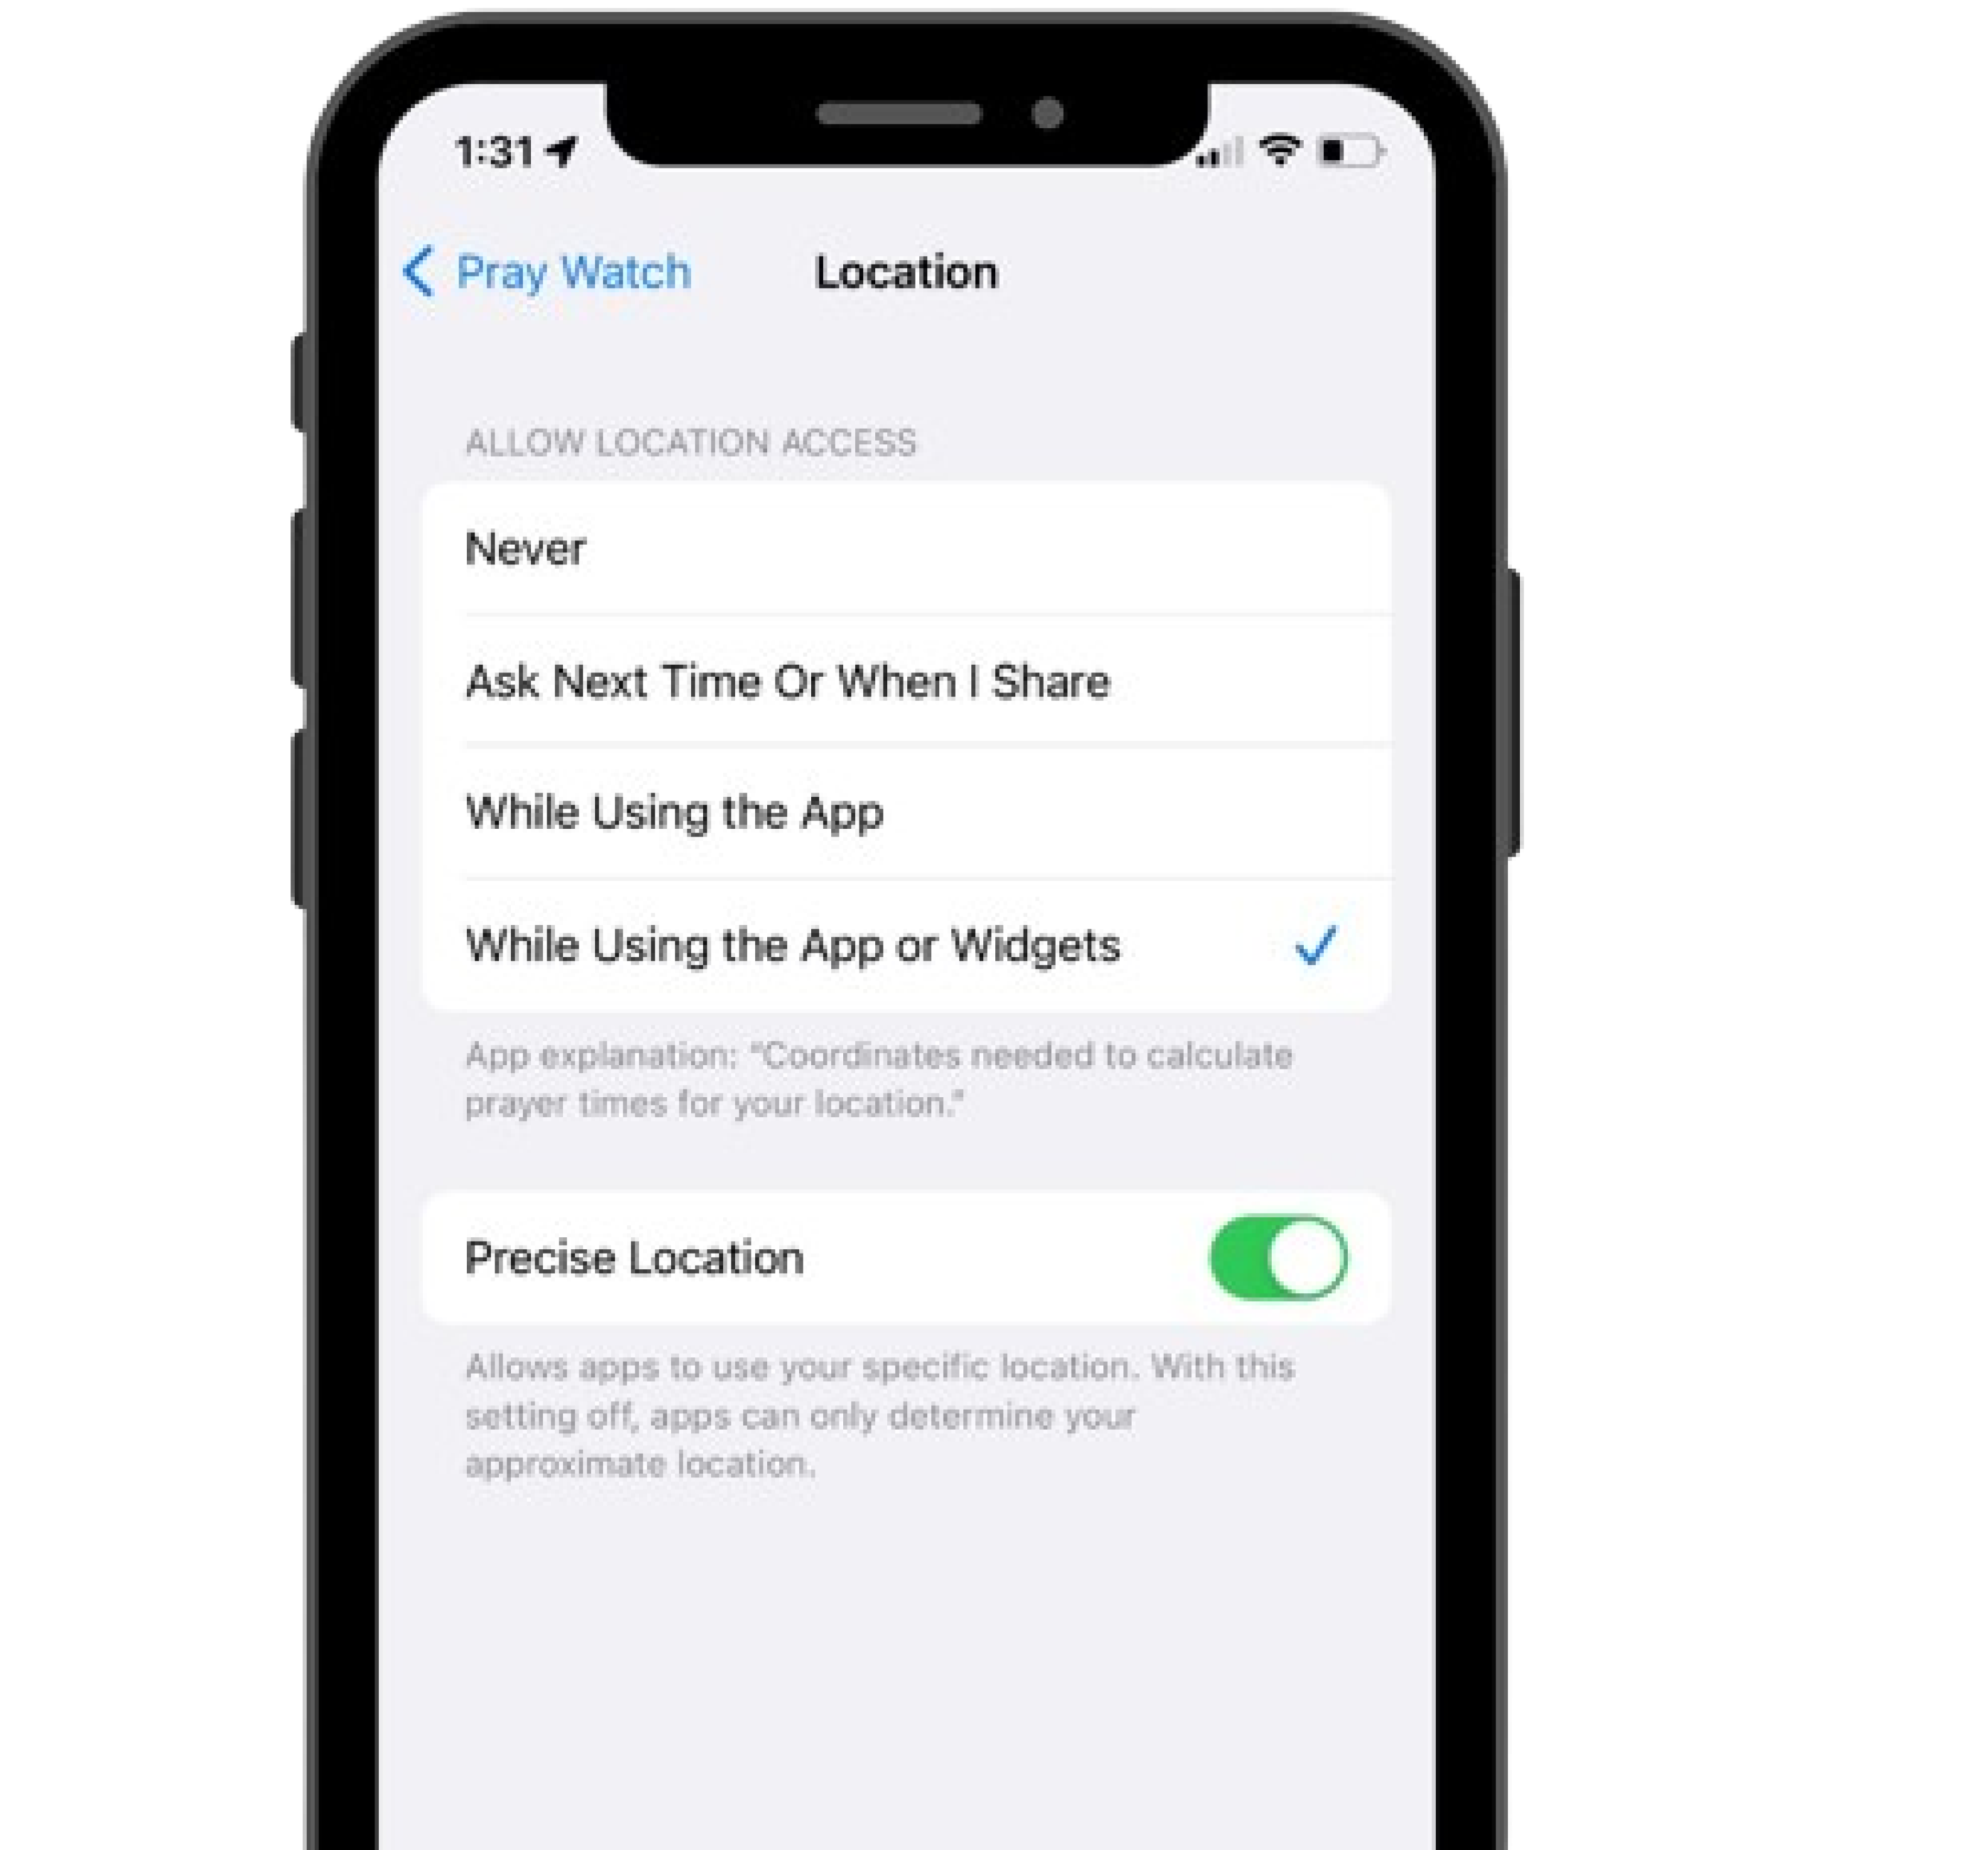 1:31
Pray Watch Location
ALLOW LOCATION ACCESS
Never
Ask Next Time Or When I Share
While Using the App
While Using the App or Widgets
App explanation: "Coordinates needed to calculate
prayer times for your location."
Precise Location
Allows apps to use your specific location. With this
setting off, apps can only determine your
approximate location.